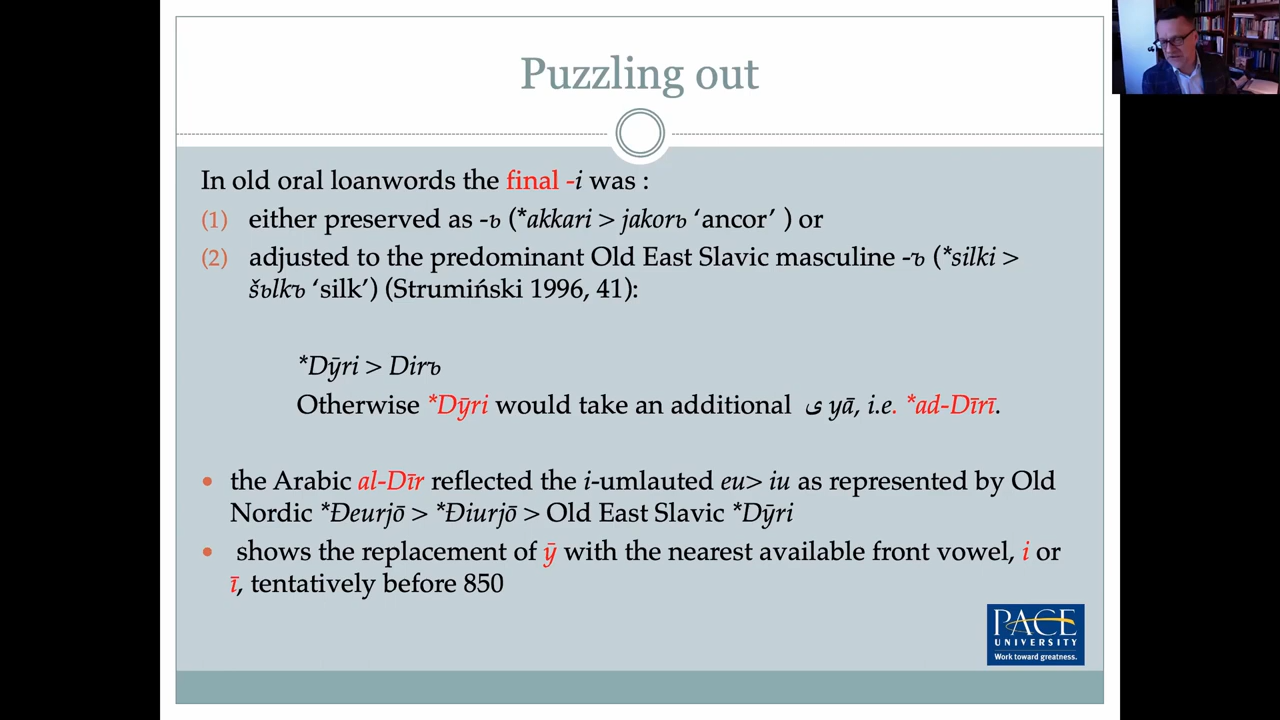 Puzzling out
In old oral loanwords the final -i was :
(1) either preserved as -ь (*akkari > jakorь ‘ancor’ ) or
(2) adjusted to the predominant Old East Slavic masculine -ъ (*silki >
šьlkъ ‘silk’) (Strumiński 1996, 41):
*Dȳri > Dirъ
Otherwise *Dȳri would take an additional ى yā, i.e. *ad-Dīrī.
• the Arabic al-Dīr reflected the i-umlauted eu> iu as represented by Old
Nordic *Ðeurjō > *Ðiurjō > Old East Slavic *Dȳri
• shows the replacement of ȳ with the nearest available front vowel, i or
ī, tentatively before 850
PACE
UNIVERSITY
Work toward greatness.